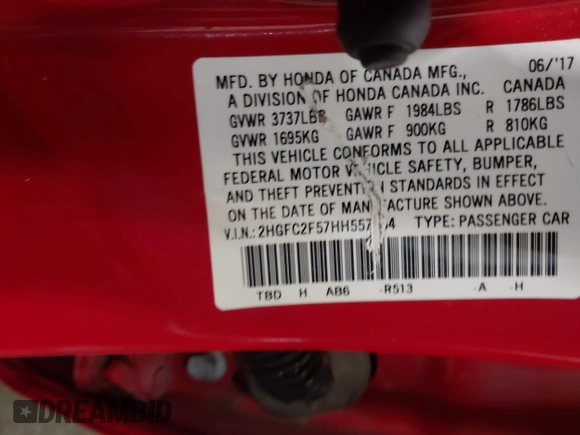 06/'17
MFD. BY HONDA OF CANADA MFG., CANADA
A DIVISION OF HONDA CANADA INC.
GVWR 3737LBS GAWR F 1984LBS R 1786LBS
GVWR 1695KG GAWR F 900KG R 810KG
THIS VEHICLE CONFORMS TO ALL APPLICABLE
FEDERAL MOTOR VEHICLE SAFETY, BUMPER,
AND THEFT PREVENTION STANDARDS IN EFFECT
ON THE DATE OF MANUFACTURE SHOWN ABOVE.
V.I.N.: TYPE: PASSENGER CAR
TBD H AB6 -R513 -A -H
DREAMBID